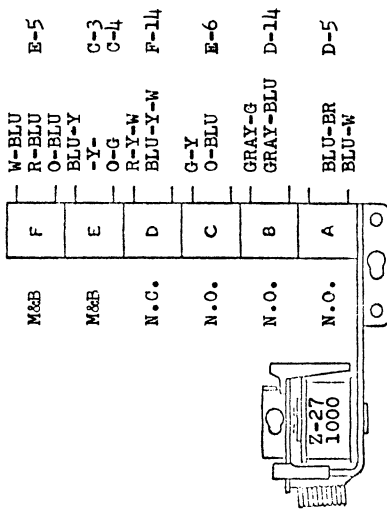 W-BLU
M&B F R-BLU E-5
O-BLU
BLU-Y
M&B E -Y- C-3
O-G C-4
R-Y-W
N.C. D BLU-Y-W F-14
G-Y
N.O. C O-BLU E-6
GRAY-G
N.O. B GRAY-BLU D-14
N.O. A BLU-BR D-5
BLU-W
Z-27
1000